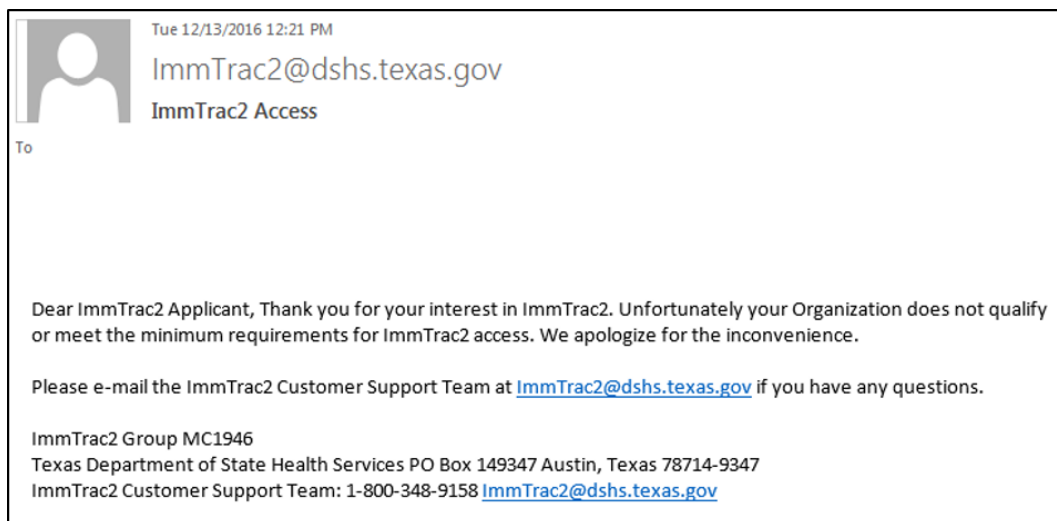 Tue 12/13/2016 12:21 PM
ImmTrac2@dshs.texas.gov
ImmTrac2 Access
To
Dear ImmTrac2 Applicant, Thank you for your interest in ImmTrac2. Unfortunately your Organization does not qualify
or meet the minimum requirements for ImmTrac2 access. We apologize for the inconvenience.
Please e-mail the ImmTrac2 Customer Support Team at ImmTrac2@dshs.texas.gov if you have any questions.
ImmTrac2 Group MC1946
Texas Department of State Health Services PO Box 149347 Austin, Texas 78714-9347
ImmTrac2 Customer Support Team: 1-800-348-9158 ImmTrac2@dshs.texas.gov